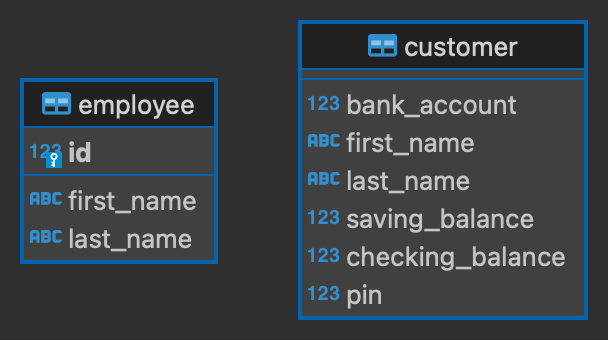 employee
123 id
ABC first_name
ABC last_name
customer
123 bank_account
ABC first_name
ABC last_name
123 saving_balance
123 checking_balance
123 pin